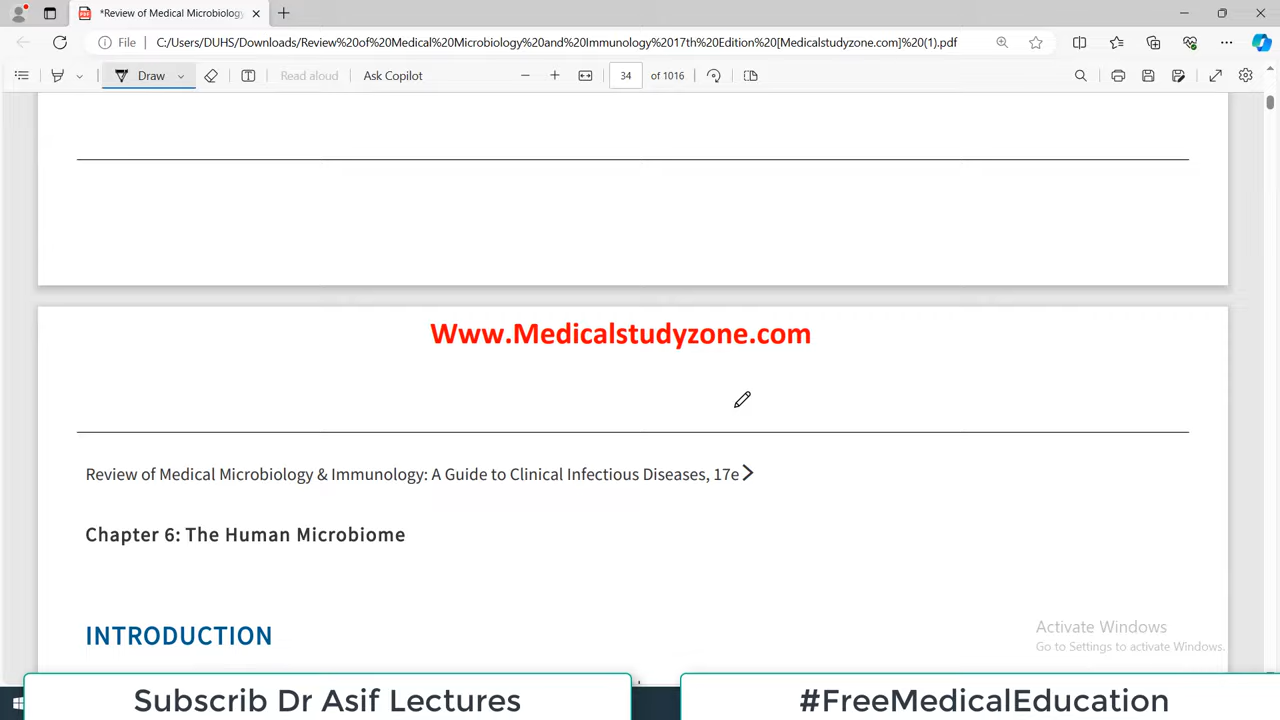 *Review of Medical Microbiology
File
C:/Users/DUHS/Downloads/Review%20of%20Medical%20Microbiology%20and%20Immunology%2017th%20Edition%20[Medicalstudyzone.com]%20(1).pdf
Draw
Read aloud
Ask Copilot
34
of 1016
Www.Medicalstudyzone.com
Review of Medical Microbiology & Immunology: A Guide to Clinical Infectious Diseases, 17e
Chapter 6: The Human Microbiome
INTRODUCTION
Activate Windows
Go to Settings to activate Windows.
Subscrib Dr Asif Lectures
#FreeMedicalEducation